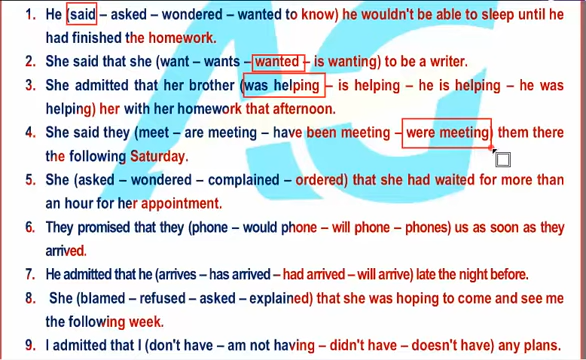 1. He (said – asked – wondered – wanted to know) he wouldn't be able to sleep until he
had finished the homework.
2. She said that she (want – wants – wanted – is wanting) to be a writer.
3. She admitted that her brother (was helping – is helping – he is helping – he was
helping) her with her homework that afternoon.
4. She said they (meet – are meeting – have been meeting – were meeting) them there
the following Saturday.
5. She (asked – wondered – complained – ordered) that she had waited for more than
an hour for her appointment.
6. They promised that they (phone – would phone – will phone – phones) us as soon as they
arrived.
7. He admitted that he (arrives – has arrived – had arrived – will arrive) late the night before.
8. She (blamed – refused – asked – explained) that she was hoping to come and see me
the following week.
9. I admitted that I (don't have – am not having – didn't have – doesn't have) any plans.